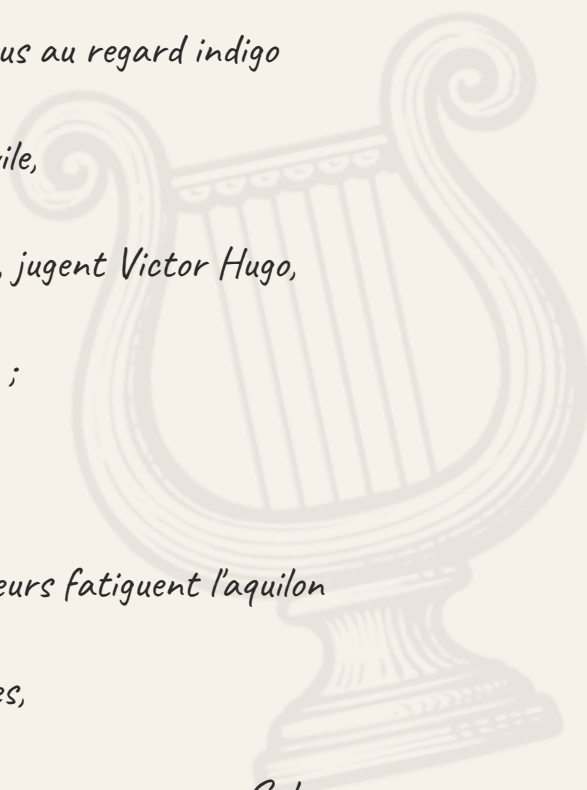 us au regard indigo
ile,
, jugent Victor Hugo,
;
eurs fatiguent l'aquilon
es,